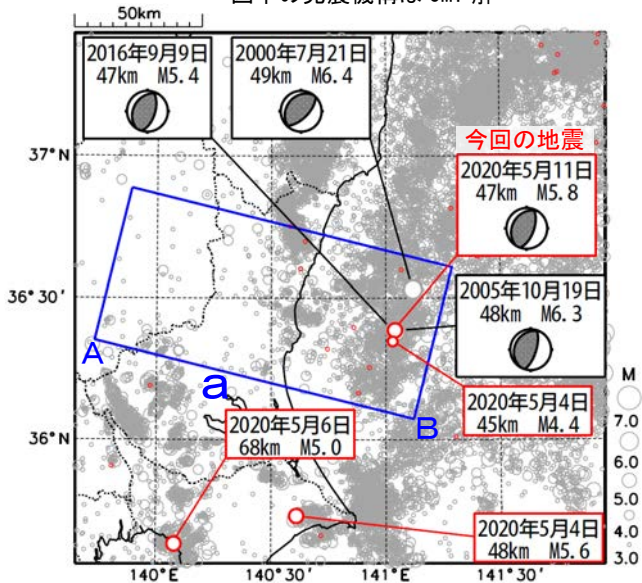 50km
2016年9月9日
47km M5.4
2000年7月21日
49km M6.4
今回の地震
2020年5月11日
47km M5.8
2005年10月19日
48km M6.3
2020年5月4日
45km M4.4
2020年5月6日
68km M5.0
2020年5月4日
48km M5.6
A
a
B
37°N
36°30′
36°N
140°E
140°30′
141°E
141°30′
M
7.0
6.0
5.0
4.0
3.0